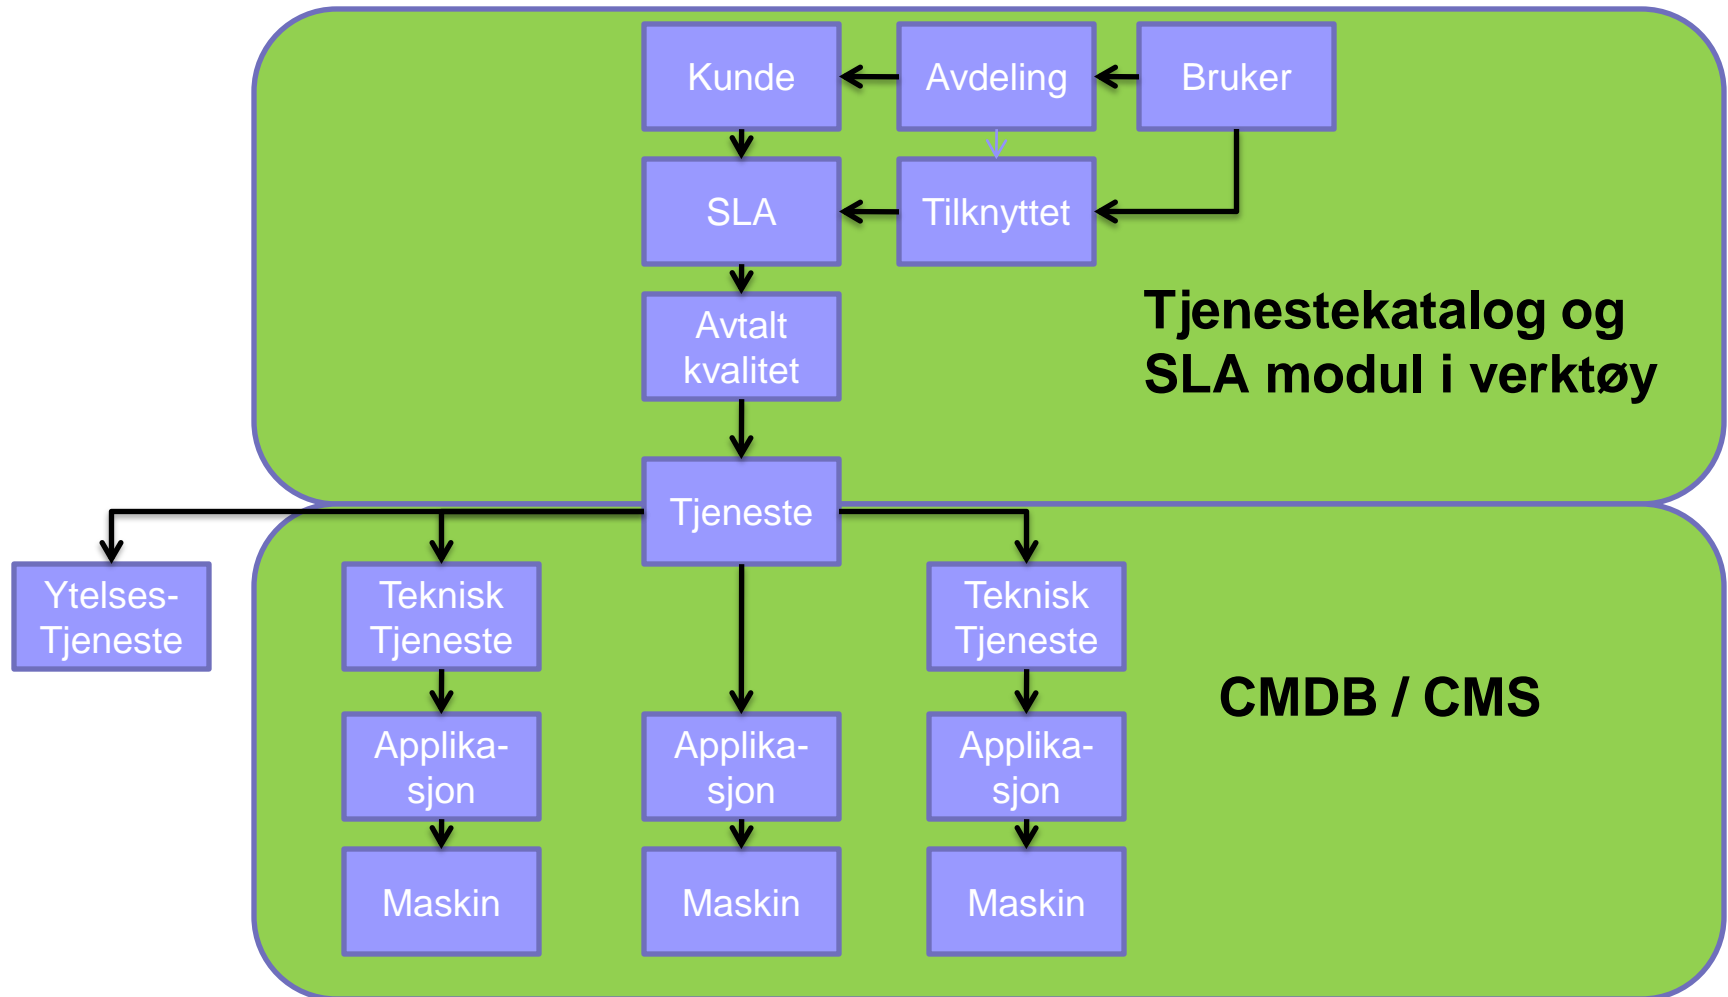 Kunde
Avdeling
Bruker
SLA
Tilknyttet
Avtalt
kvalitet
Tjenestekatalog og
SLA modul i verktøy
Tjeneste
Ytelses-
Tjeneste
Teknisk
Tjeneste
Teknisk
Tjeneste
CMDB / CMS
Applika-
sjon
Applika-
sjon
Applika-
sjon
Maskin
Maskin
Maskin